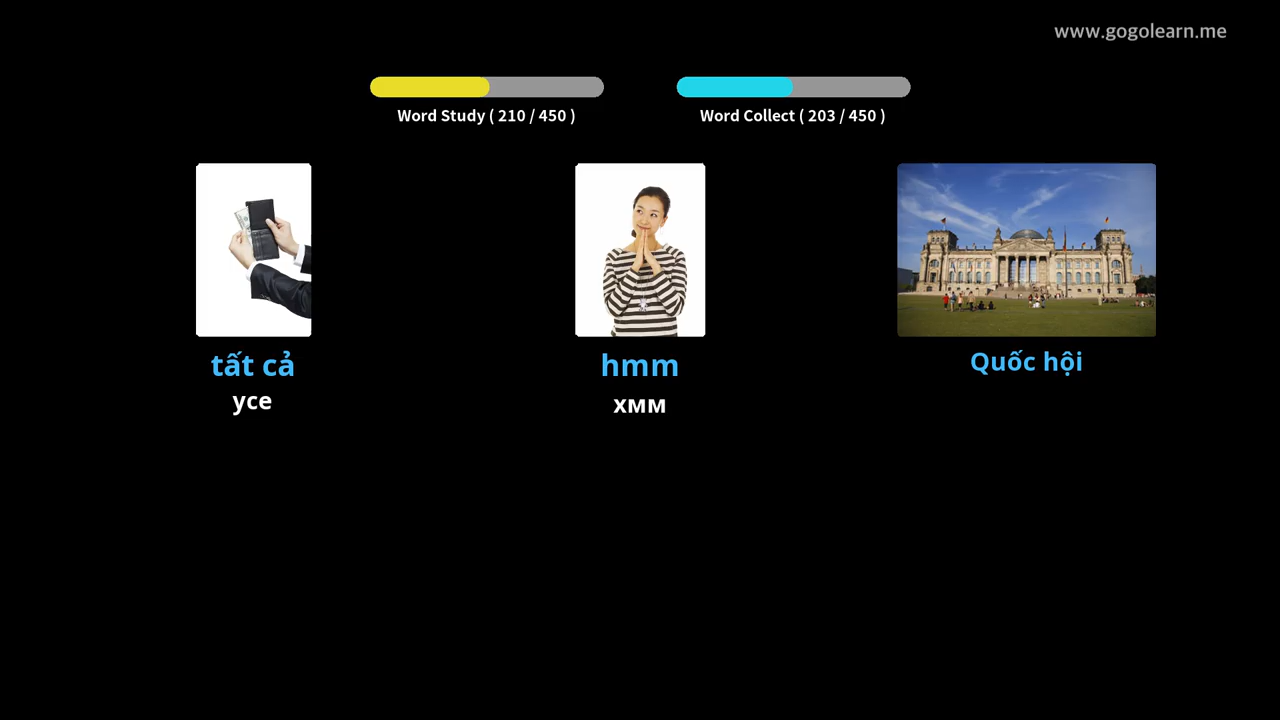 www.gogolearn.me
Word Study ( 210 / 450 )
Word Collect ( 203 / 450 )
tất cả
усе
hmm
хмм
Quốc hội